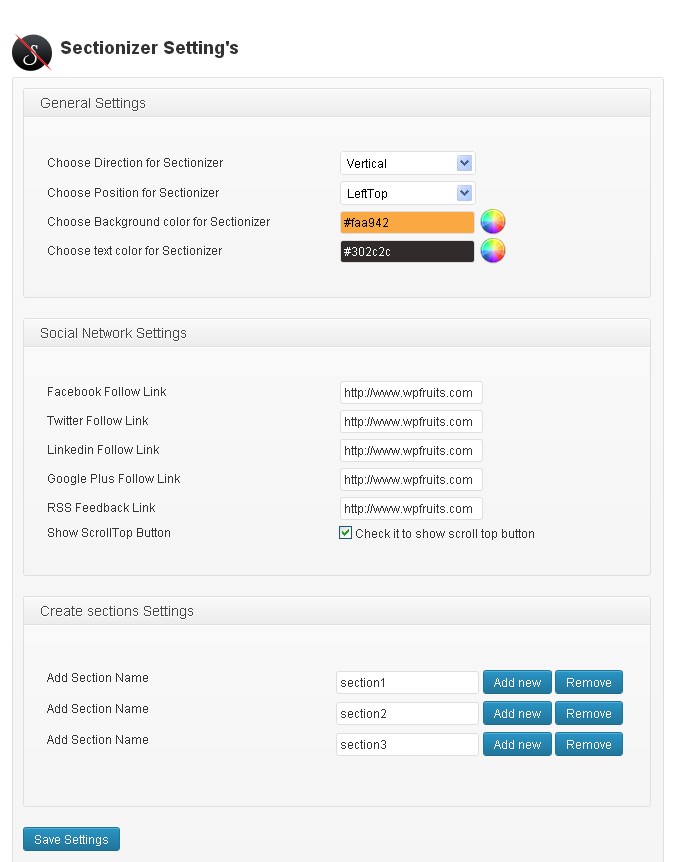 Sectionizer Setting's
General Settings
Choose Direction for Sectionizer Vertical
Choose Position for Sectionizer LeftTop
Choose Background color for Sectionizer #faa942
Choose text color for Sectionizer #302c2c
Social Network Settings
Facebook Follow Link http://www.wpfruits.com
Twitter Follow Link http://www.wpfruits.com
Linkedin Follow Link http://www.wpfruits.com
Google Plus Follow Link http://www.wpfruits.com
RSS Feedback Link http://www.wpfruits.com
Show ScrollTop Button Check it to show scroll top button
Create sections Settings
Add Section Name section1 Add new Remove
Add Section Name section2 Add new Remove
Add Section Name section3 Add new Remove
Save Settings